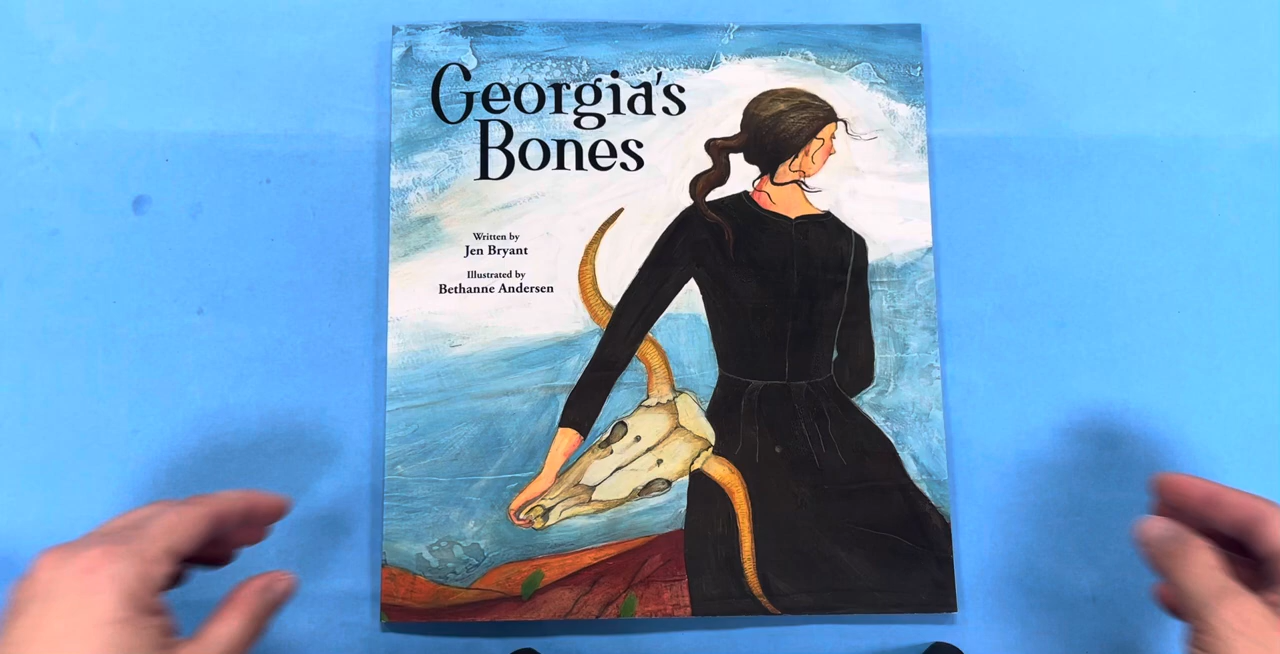 Georgia's
Bones
Written by
Jen Bryant
Illustrated by
Bethanne Andersen